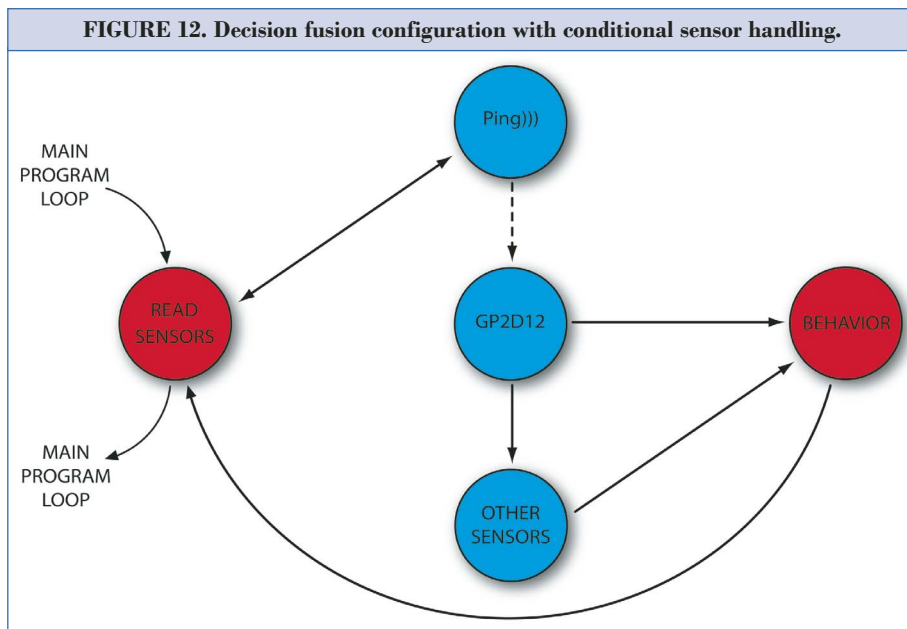 FIGURE 12. Decision fusion configuration with conditional sensor handling.
Ping)))
MAIN
PROGRAM
LOOP
READ
SENSORS
GP2D12
BEHAVIOR
MAIN
PROGRAM
LOOP
OTHER
SENSORS